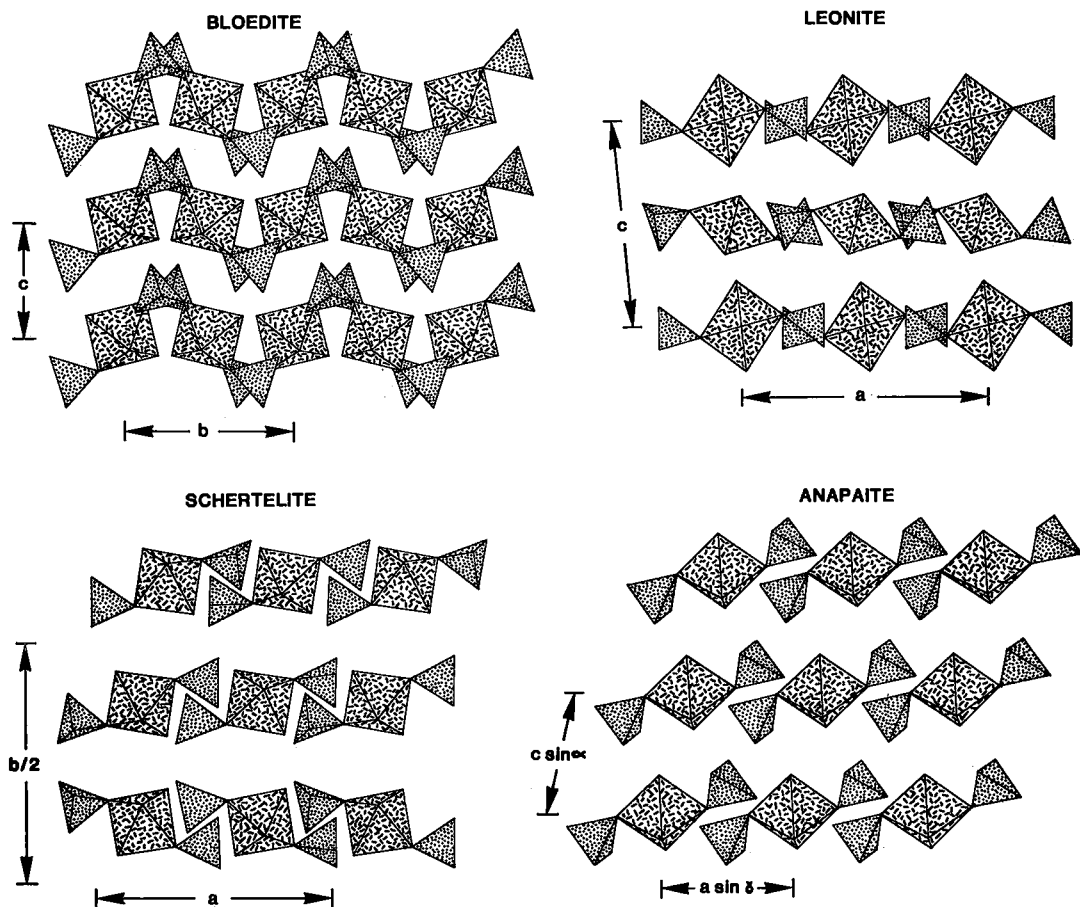 BLOEDITE
c
b
LEONITE
c
a
SCHERTELITE
b/2
a
ANAPAITE
c sin∝
a sin ɣ